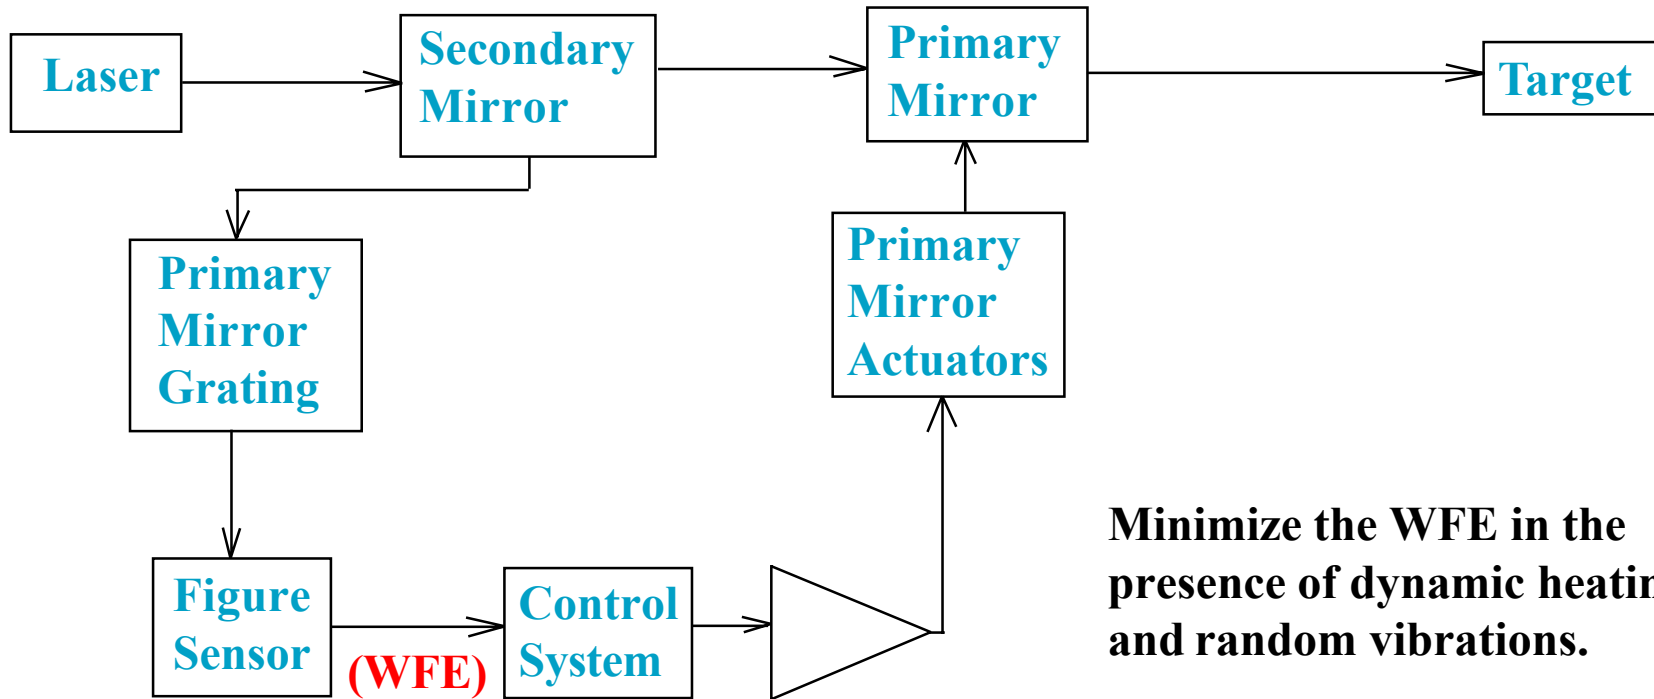 Laser
Secondary
Mirror
Primary
Mirror
Target
Primary
Mirror
Grating
Primary
Mirror
Actuators
Figure
Sensor
(WFE)
Control
System
Minimize the WFE in the
presence of dynamic heatin
and random vibrations.